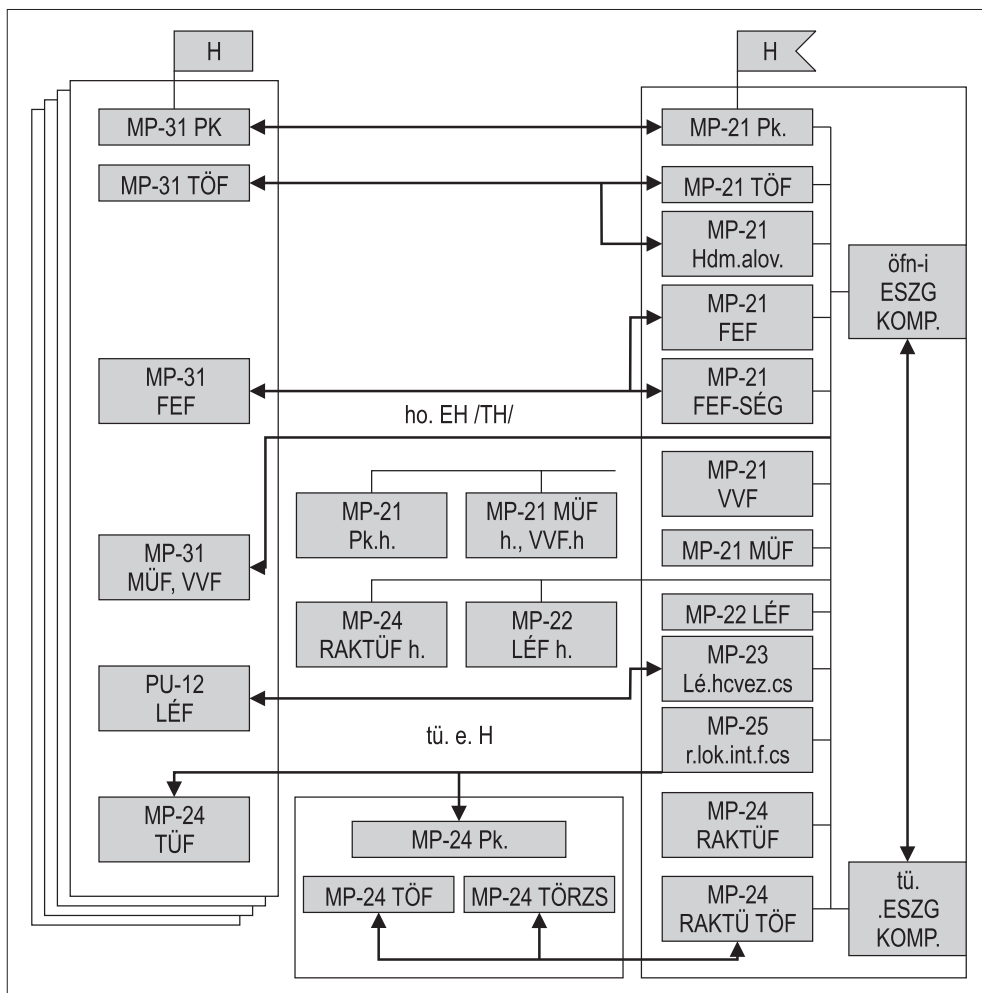 H
MP-31 PK
MP-31 TÖF
MP-31
FEF
MP-31
MÜF, VVF
PU-12
LÉF
MP-24
TÜF
ho. EH /TH/
MP-21
Pk.h.
MP-21 MÜF
h., VVF.h
MP-24
RAKTÜF h.
MP-22
LÉF h.
tü. e. H
MP-24 Pk.
MP-24 TÖF
MP-24 TÖRZS
H
MP-21 Pk.
MP-21 TÖF
MP-21
Hdm.alov.
MP-21
FEF
MP-21
FEF-SÉG
MP-21
VVF
MP-21 MÜF
MP-22 LÉF
MP-23
Lé.hcvez.cs
MP-25
r.lok.int.f.cs
MP-24
RAKTÜF
MP-24
RAKTÜ TÖF
öfn-i
ESZG
KOMP.
tü.
.ESZG
KOMP.